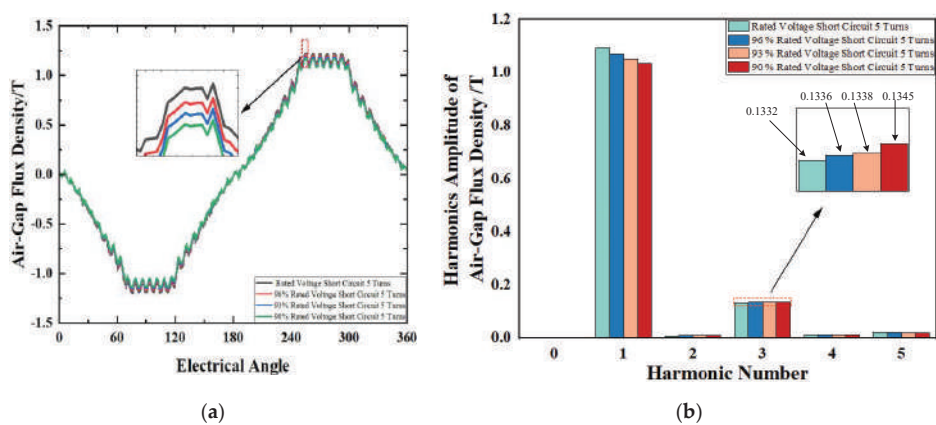 (a)
1.5
1.0
0.5
0.0
-0.5
-1.0
-1.5
Air-Gap Flux Density/T
0 60 120 180 240 300 360
Electrical Angle
Rated Voltage Short Circuit 5 Turns
96% Rated Voltage Short Circuit 5 Turns
93% Rated Voltage Short Circuit 5 Turns
90% Rated Voltage Short Circuit 5 Turns
(a)
1.2
1.0
0.8
0.6
0.4
0.2
0.0
Harmonics Amplitude of
Air-Gap Flux Density /T
Rated Voltage Short Circuit 5 Turns
96 % Rated Voltage Short Circuit 5 Turns
93 % Rated Voltage Short Circuit 5 Turns
90 % Rated Voltage Short Circuit 5 Turns
0.1332
0.1336
0.1338
0.1345
0 1 2 3 4 5
Harmonic Number
(b)